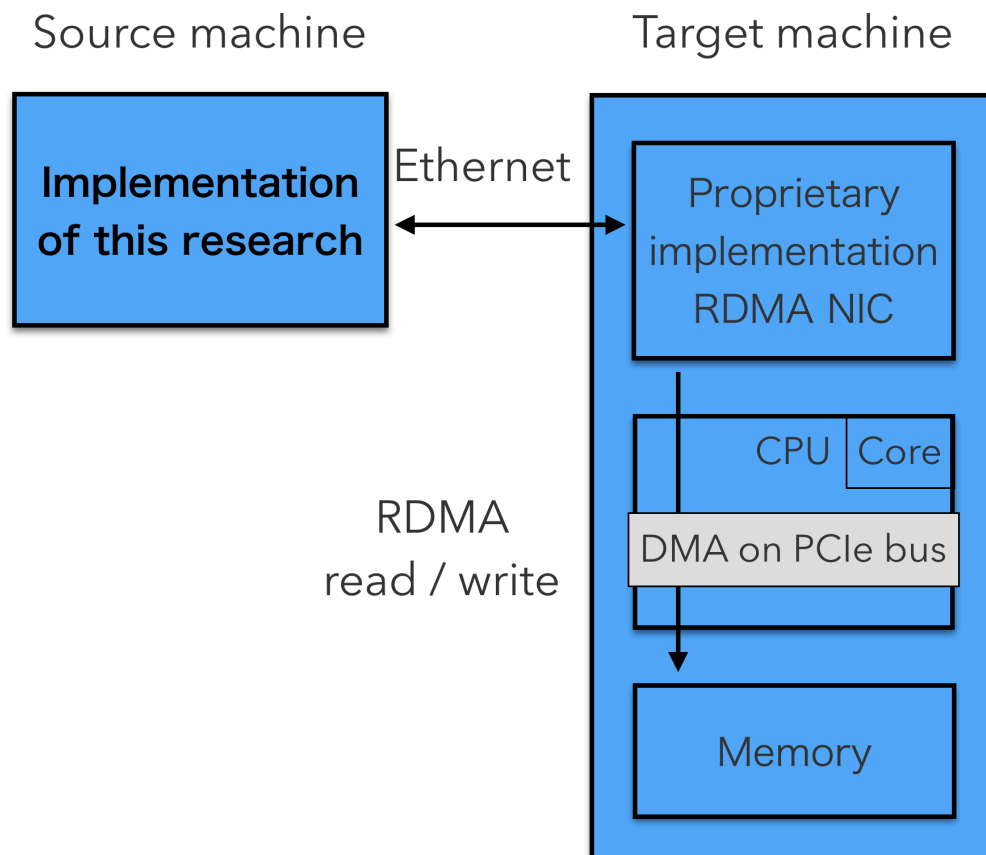 Source machine
Target machine
Implementation
of this research
Ethernet
Proprietary
implementation
RDMA NIC
CPU
Core
RDMA
read / write
DMA on PCIe bus
Memory